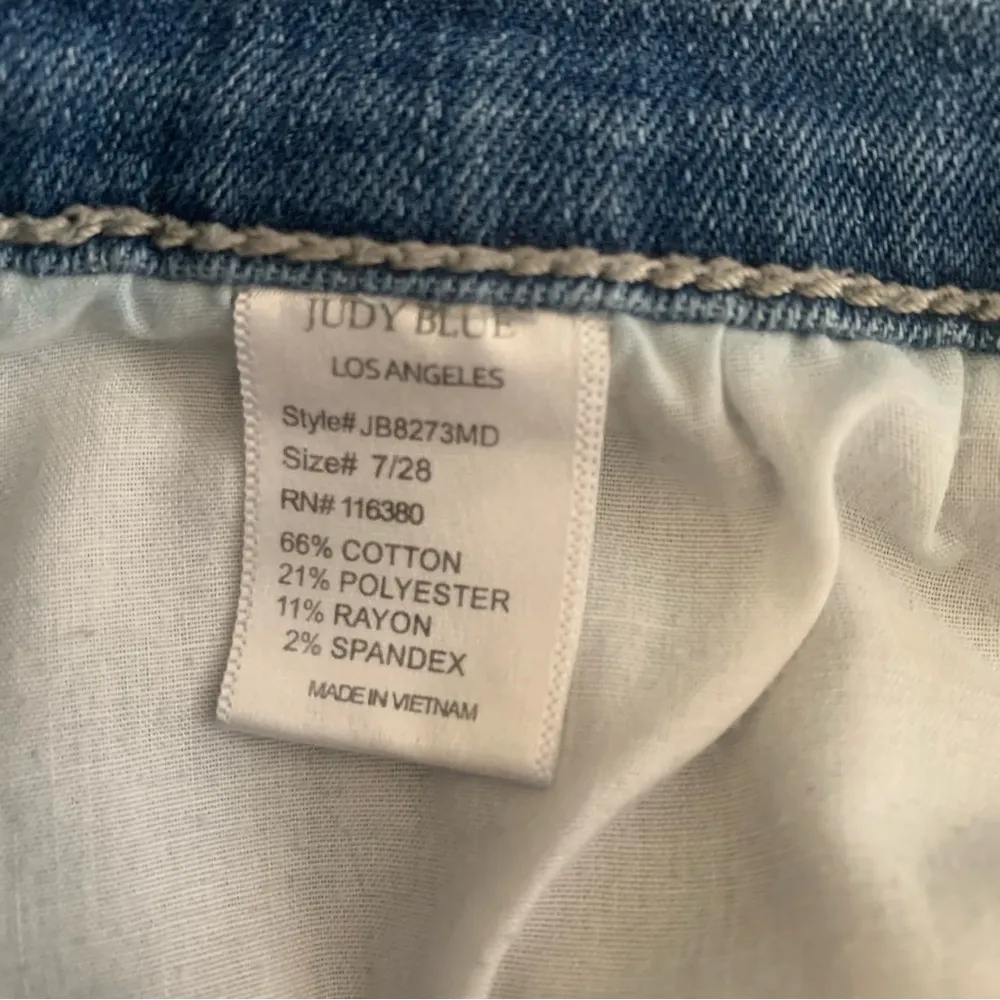 JUDY BLUE
LOS ANGELES
Style# JB8273MD
Size# 7/28
RN# 116380
66% COTTON
21% POLYESTER
11% RAYON
2% SPANDEX
MADE IN VIETNAM